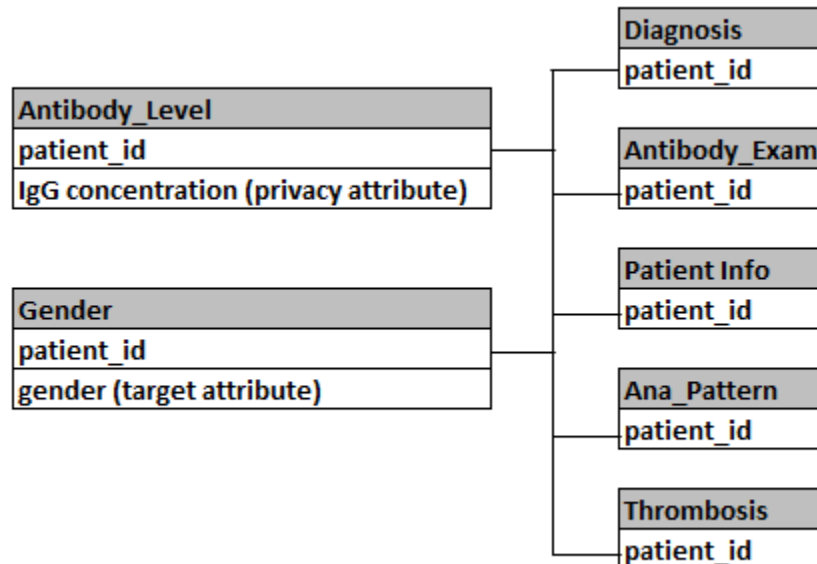 Antibody_Level
patient_id
IgG concentration (privacy attribute)
Gender
patient_id
gender (target attribute)
Diagnosis
patient_id
Antibody_Exam
patient_id
Patient Info
patient_id
Ana_Pattern
patient_id
Thrombosis
patient_id